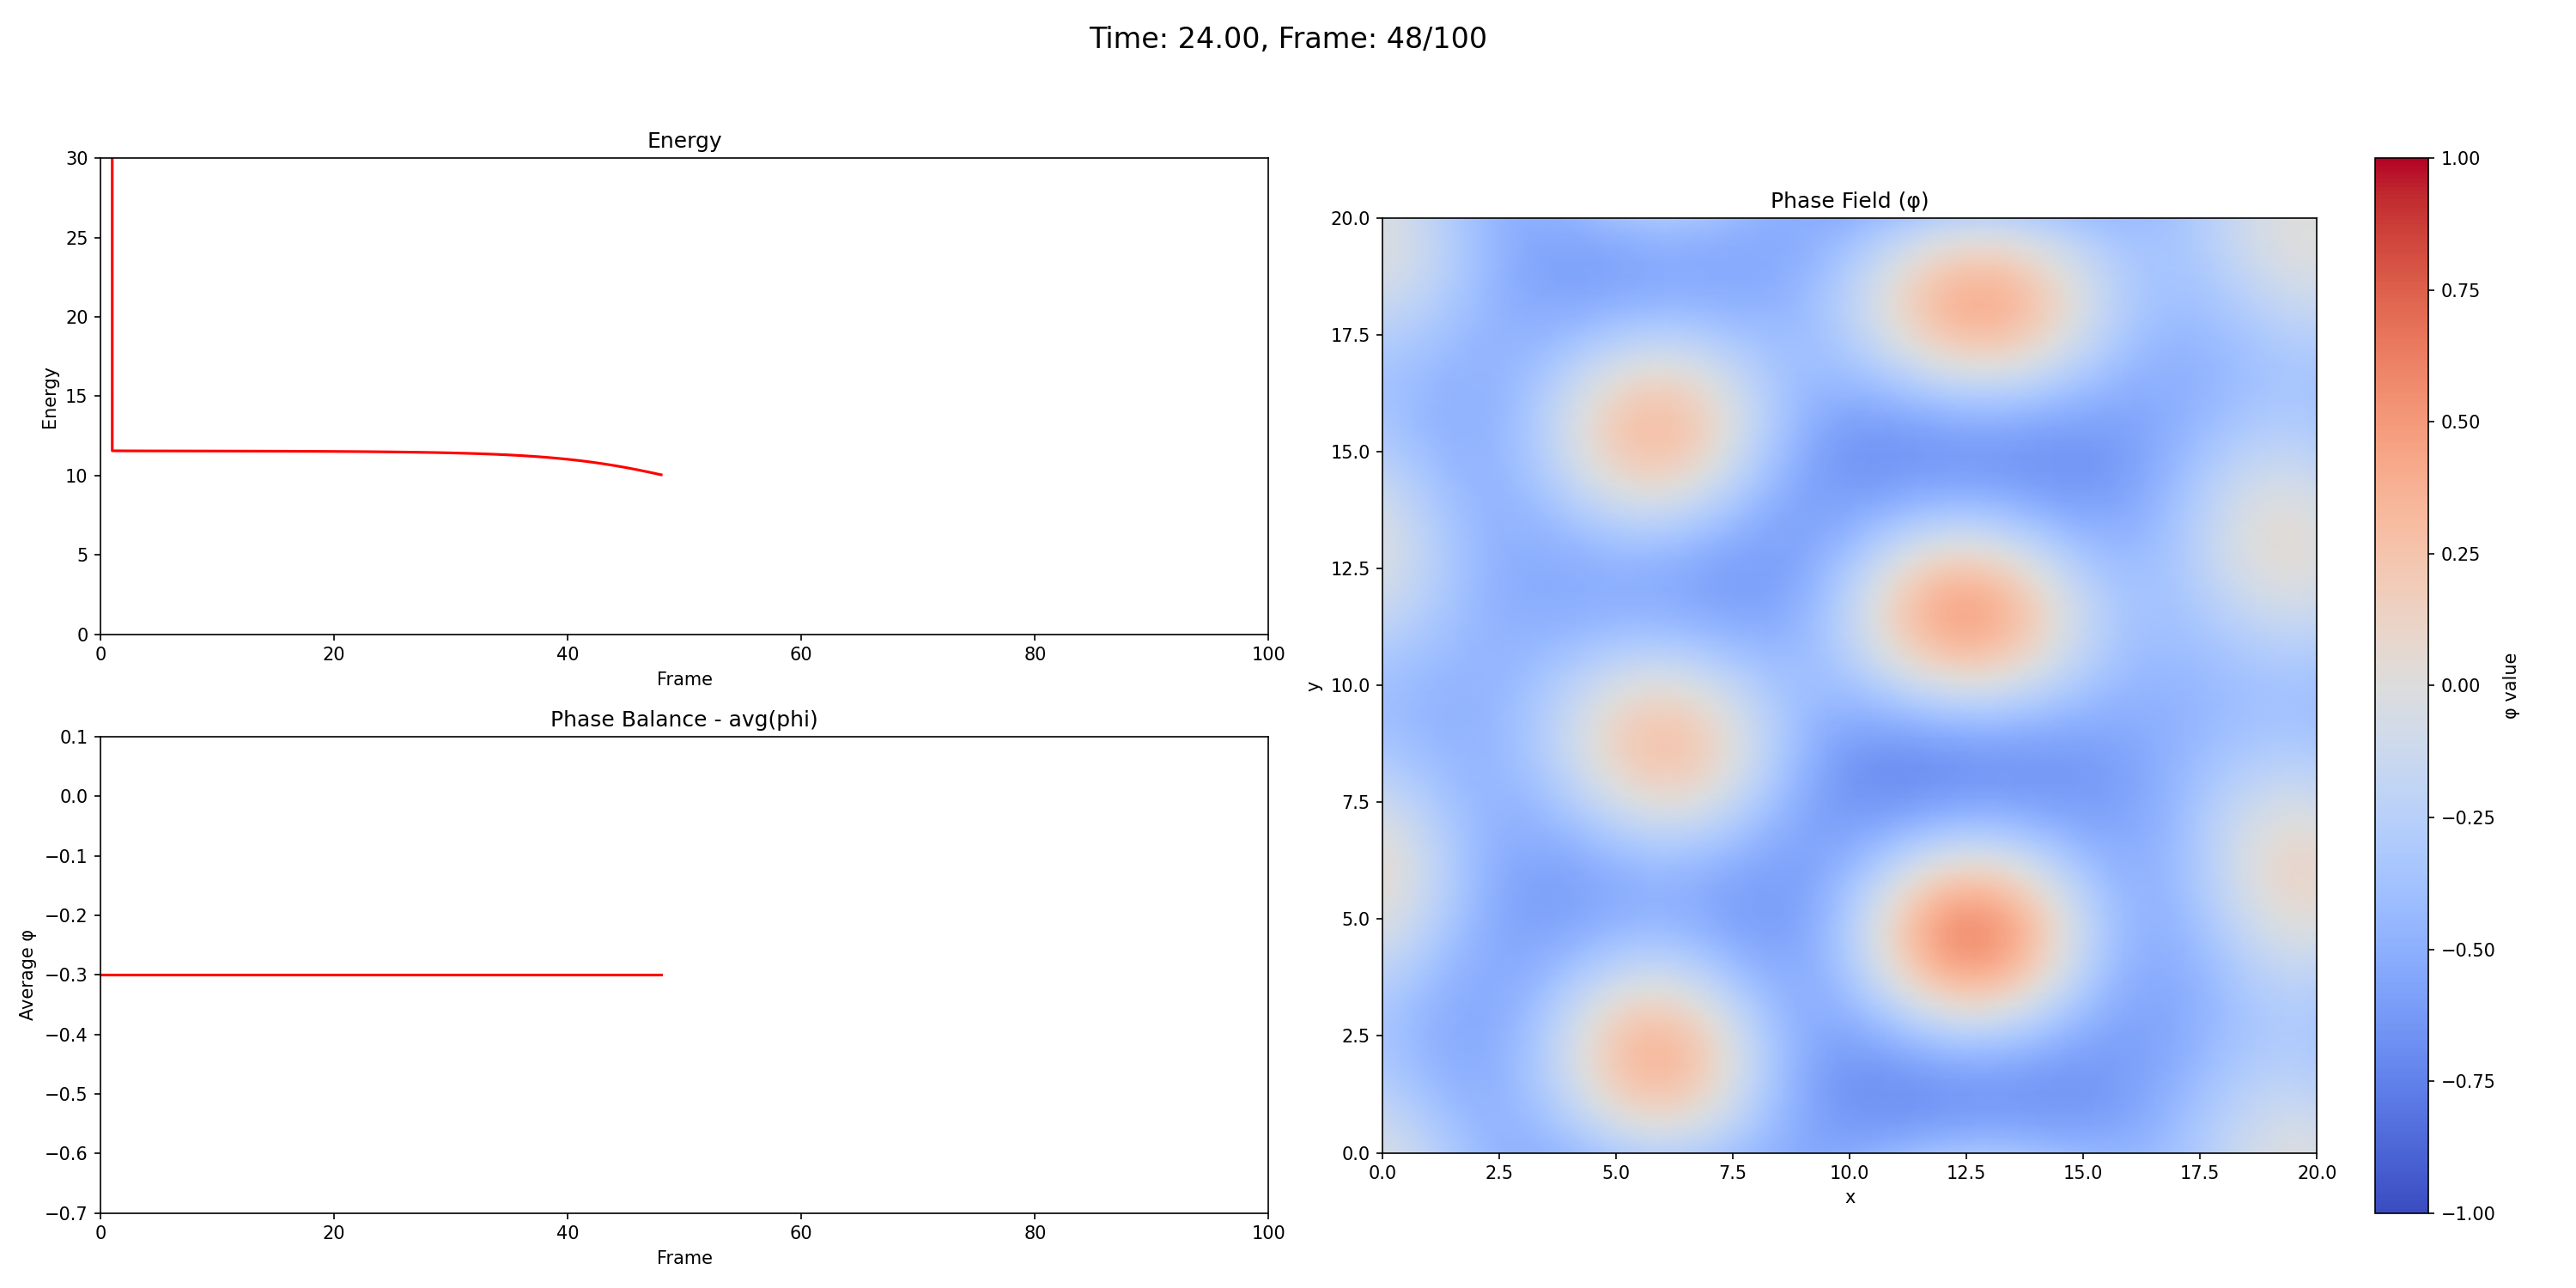 Time: 24.00, Frame: 48/100
Energy
30
25
20
15
10
5
0
Energy
0 20 40 60 80 100
Frame
Phase Balance - avg(phi)
0.1
0.0
−0.1
−0.2
−0.3
−0.4
−0.5
−0.6
−0.7
Average φ
0 20 40 60 80 100
Frame
Phase Field (φ)
20.0
17.5
15.0
12.5
10.0
7.5
5.0
2.5
0.0
y
0.0 2.5 5.0 7.5 10.0 12.5 15.0 17.5 20.0
x
1.00
0.75
0.50
0.25
0.00
−0.25
−0.50
−0.75
−1.00
φ value